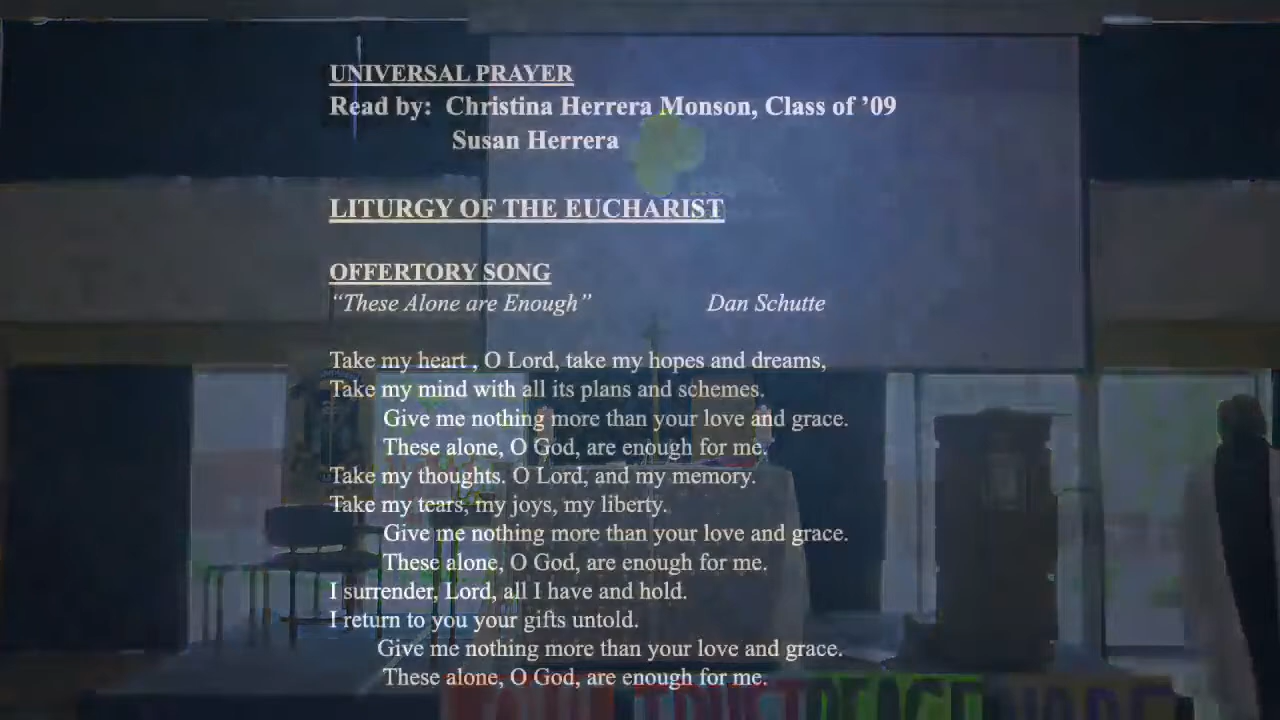 UNIVERSAL PRAYER
Read by: Christina Herrera Monson, Class of ’09
Susan Herrera
LITURGY OF THE EUCHARIST
OFFERTORY SONG
“These Alone are Enough” Dan Schutte
Take my heart , O Lord, take my hopes and dreams,
Take my mind with all its plans and schemes.
Give me nothing more than your love and grace.
These alone, O God, are enough for me.
Take my thoughts. O Lord, and my memory.
Take my tears, my joys, my liberty.
Give me nothing more than your love and grace.
These alone, O God, are enough for me.
I surrender, Lord, all I have and hold.
I return to you your gifts untold.
Give me nothing more than your love and grace.
These alone, O God, are enough for me.
TRUST PEACE